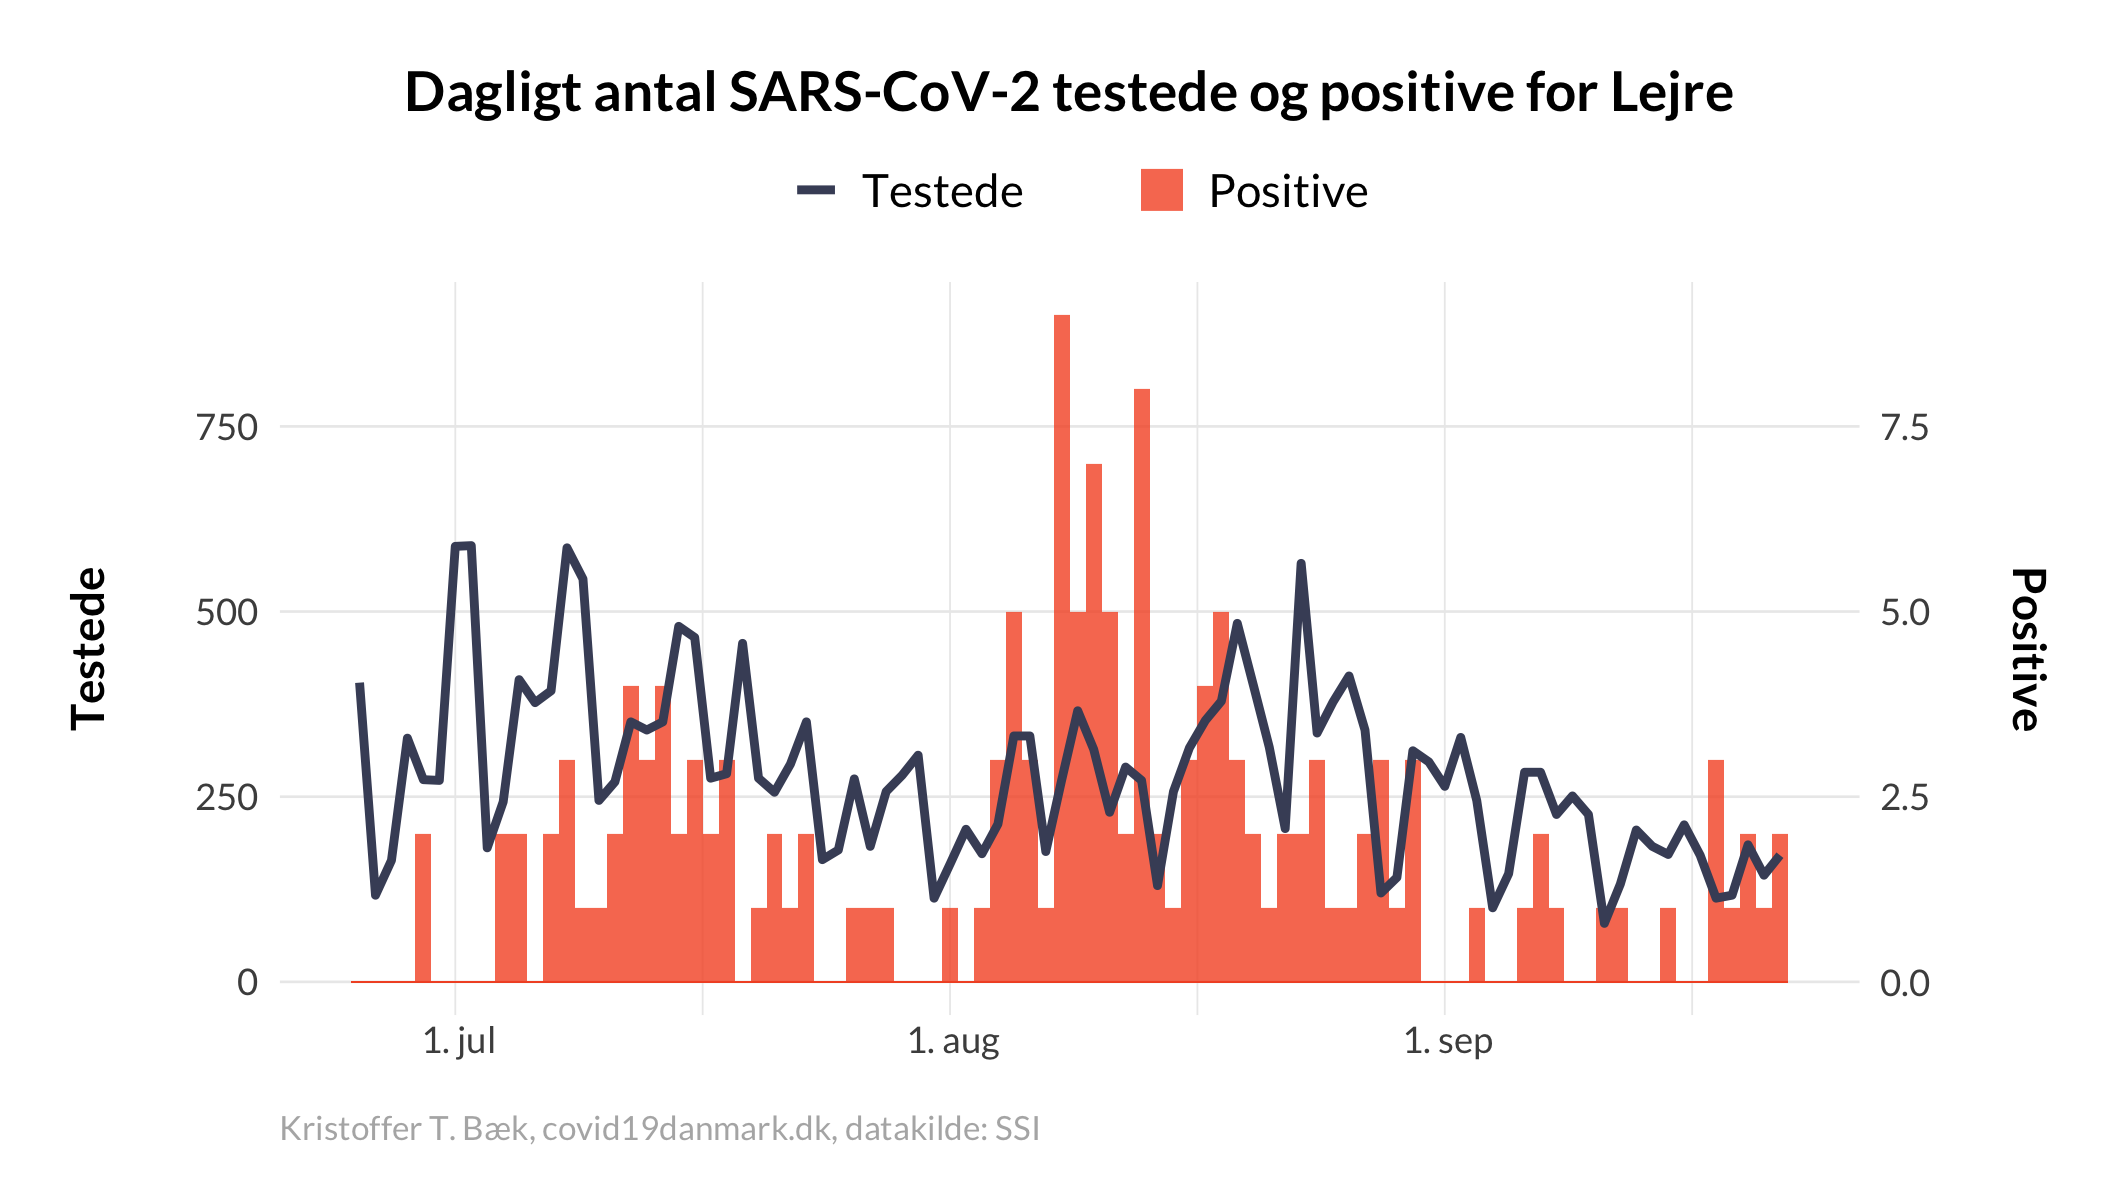 Dagligt antal SARS-CoV-2 testede og positive for Lejre
Testede
Positive
Testede
750
500
250
0
7.5
5.0
2.5
0.0
Positive
1. jul
1. aug
1. sep
Kristoffer T. Bæk, covid19danmark.dk, datakilde: SSI